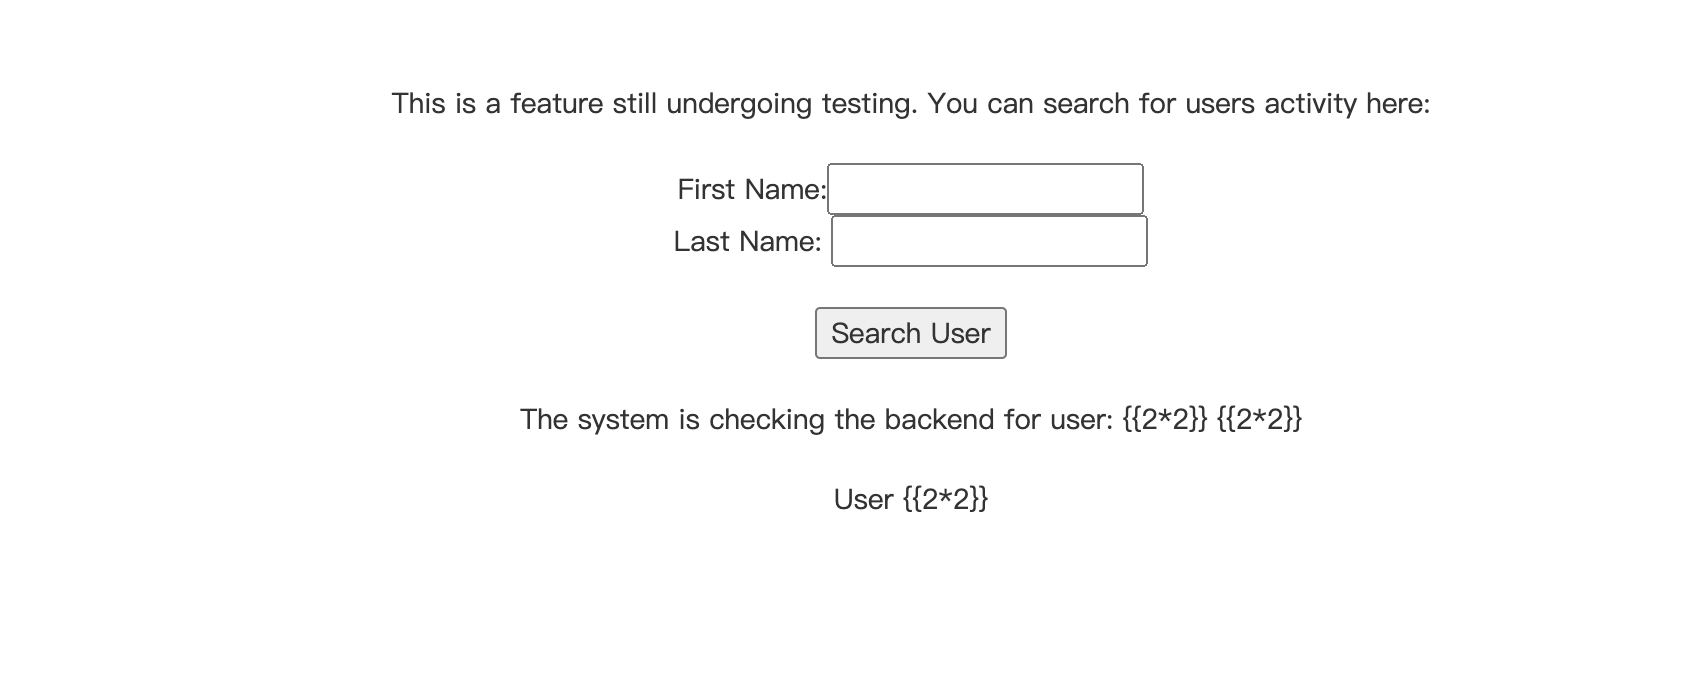 This is a feature still undergoing testing. You can search for users activity here:
First Name:
Last Name:
Search User
The system is checking the backend for user: {{2*2}} {{2*2}}
User {{2*2}}